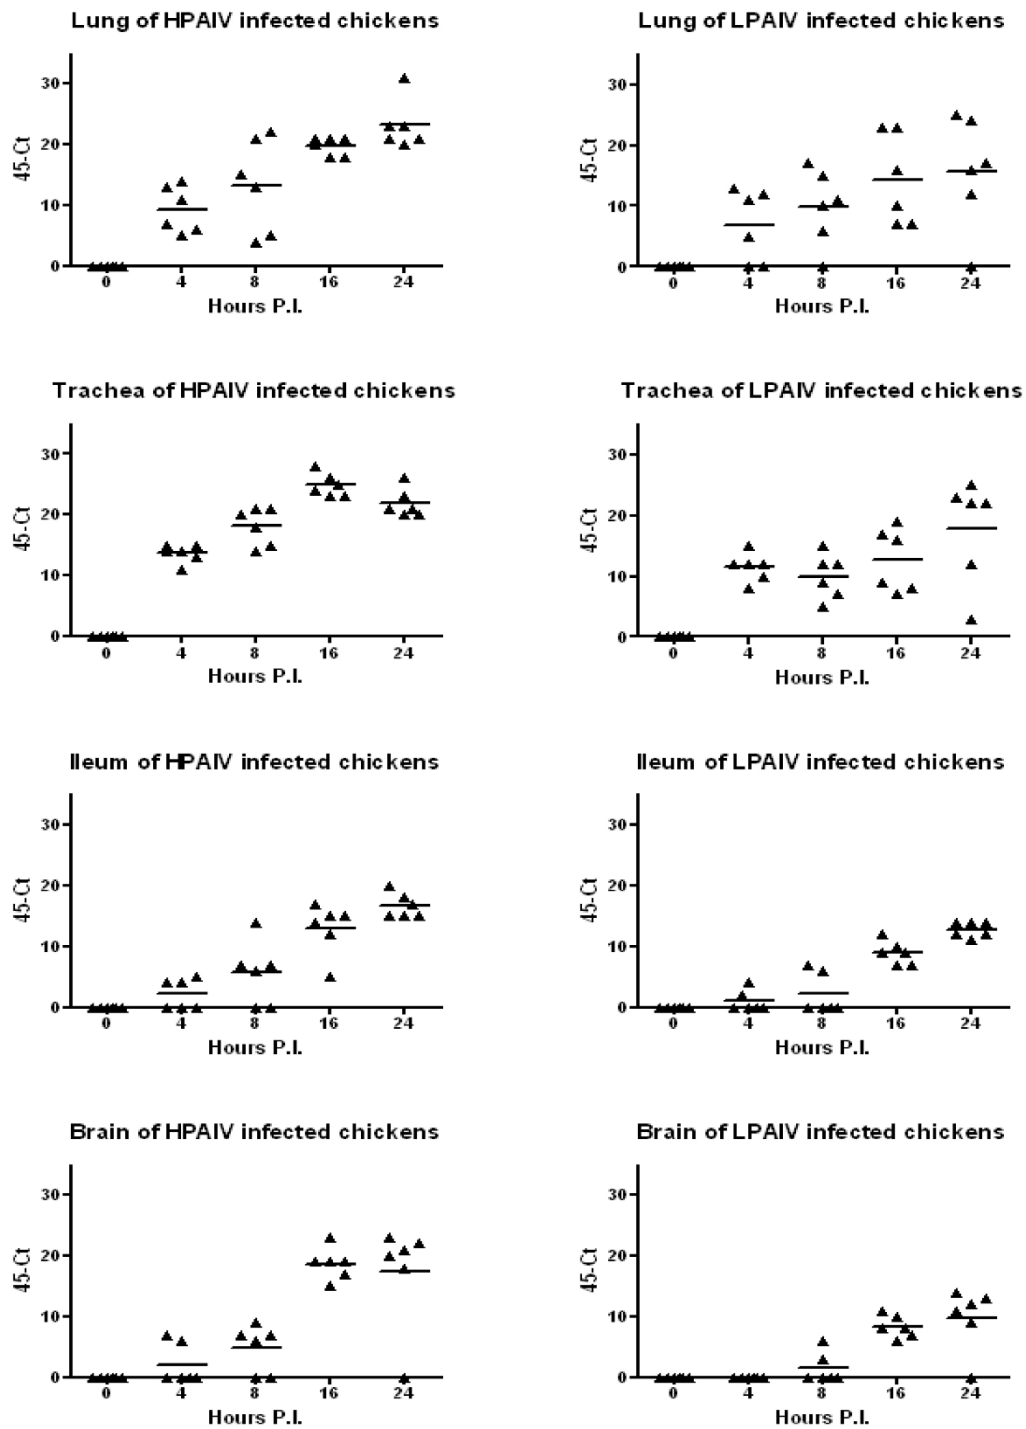 Lung of HPAIV infected chickens
30
20
10
0
45-Ct
0 4 8 16 24
Hours P.I.
Lung of LPAIV infected chickens
30
20
10
0
45-Ct
0 4 8 16 24
Hours P.I.
Trachea of HPAIV infected chickens
30
20
10
0
45-Ct
0 4 8 16 24
Hours P.I.
Trachea of LPAIV infected chickens
30
20
10
0
45-Ct
0 4 8 16 24
Hours P.I.
Ileum of HPAIV infected chickens
30
20
10
0
45-Ct
0 4 8 16 24
Hours P.I.
Ileum of LPAIV infected chickens
30
20
10
0
45-Ct
0 4 8 16 24
Hours P.I.
Brain of HPAIV infected chickens
30
20
10
0
45-Ct
0 4 8 16 24
Hours P.I.
Brain of LPAIV infected chickens
30
20
10
0
45-Ct
0 4 8 16 24
Hours P.I.